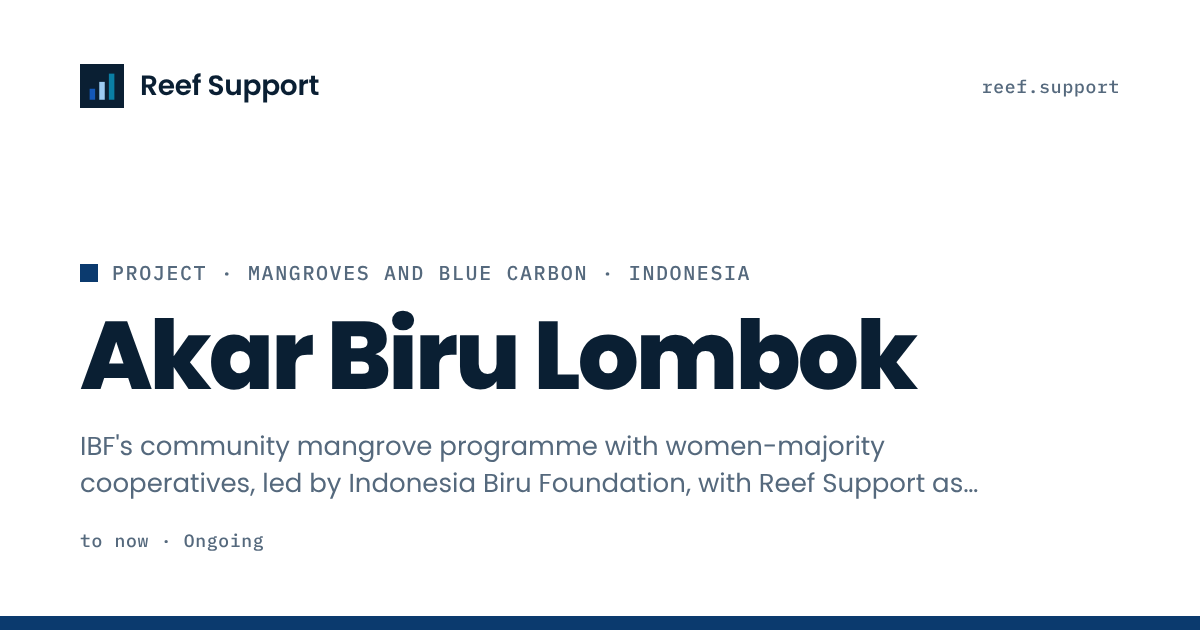 Reef Support
reef.support
PROJECT · MANGROVES AND BLUE CARBON · INDONESIA
Akar Biru Lombok
IBF's community mangrove programme with women-majority
cooperatives, led by Indonesia Biru Foundation, with Reef Support as…
to now · Ongoing